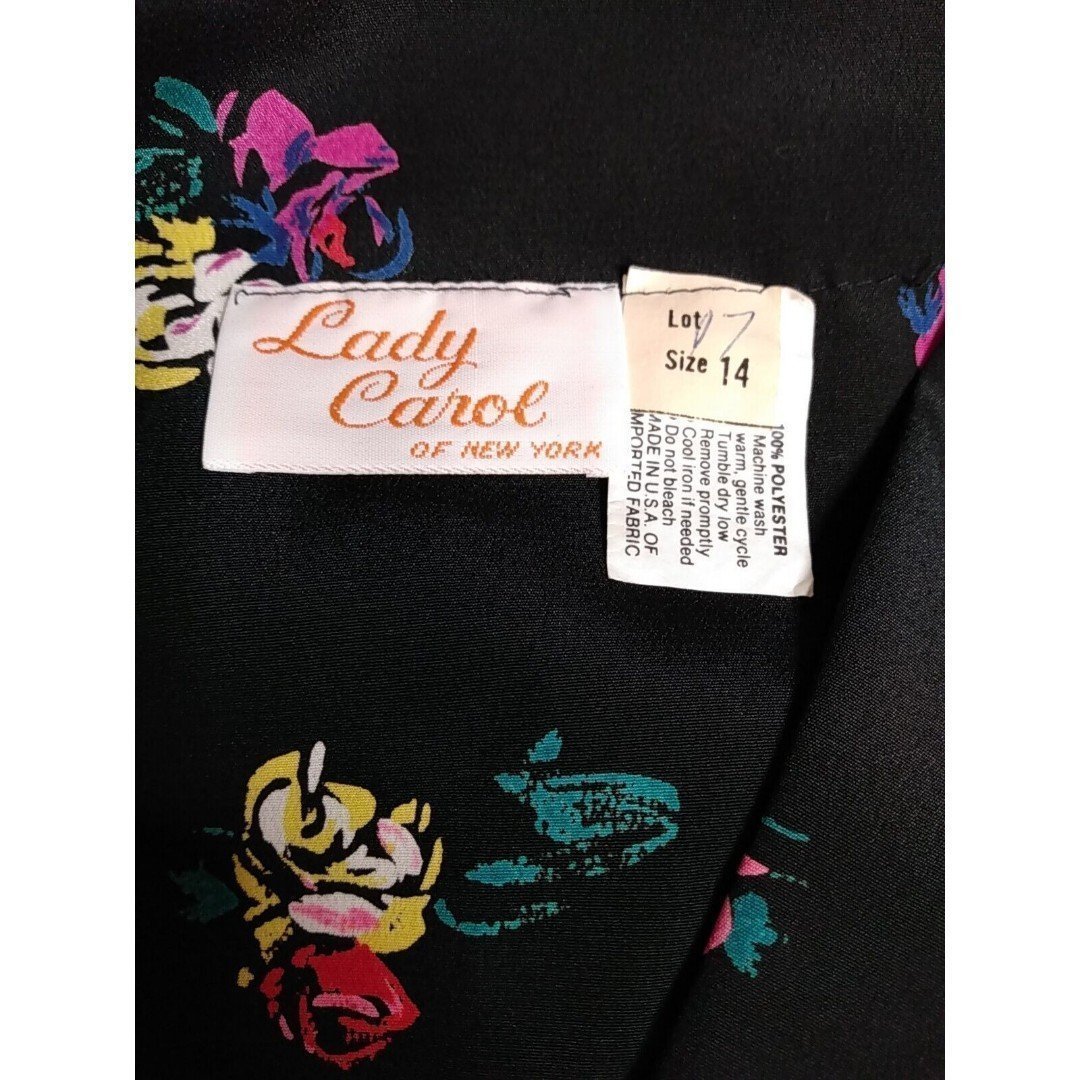 Lady
Carol
OF NEW YORK
Lot 17
Size 14
100% POLYESTER
Machine wash
warm, gentle cycle
Tumble dry low
Remove promptly
Cool iron if needed
Do not bleach
MADE IN U.S.A. OF
IMPORTED FABRIC